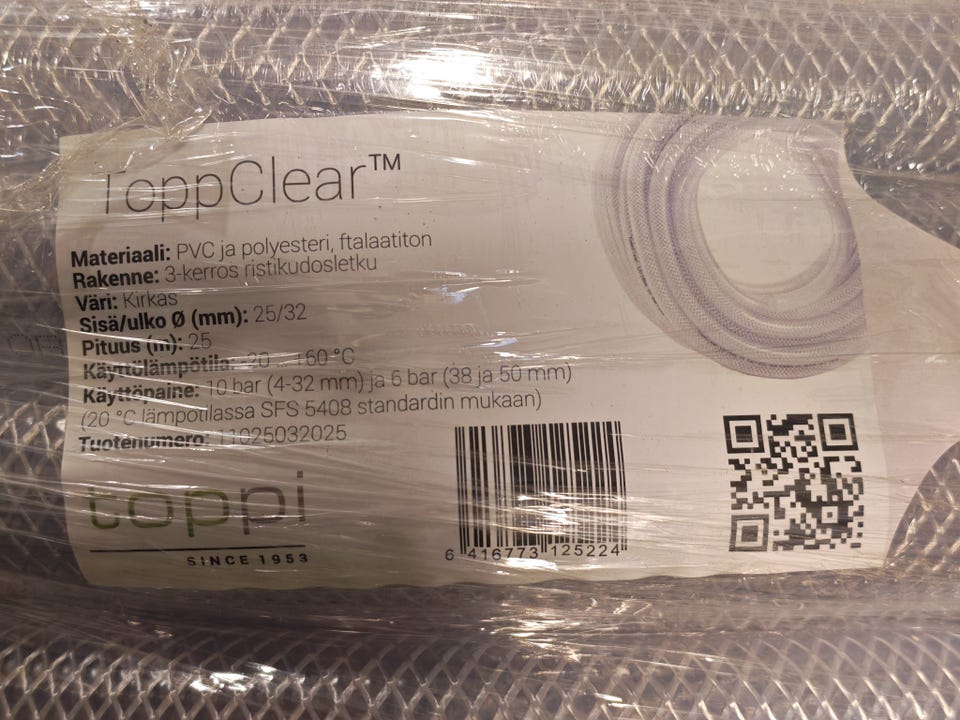 ToppClear™
Materiaali: PVC ja polyesteri, ftalaatiton
Rakenne: 3-kerros ristikudosletku
Väri: Kirkas
Sisä/ulko Ø (mm): 25/32
Pituus (m): 25
Käyttölämpötila: -20 ... +60 °C
Käyttöpaine: 10 bar (4-32 mm) ja 6 bar (38 ja 50 mm)
(20 °C lämpötilassa SFS 5408 standardin mukaan)
Tuotenumero: 11025032025
toppi
SINCE 1953
6 416773 125224